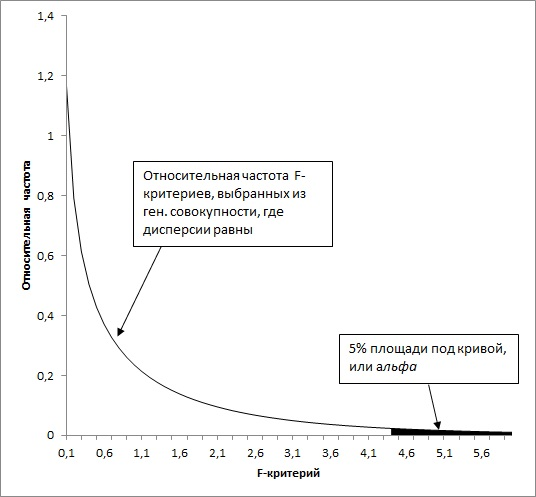 1,4
1,2
1
0,8
0,6
0,4
0,2
0
Относительная частота
Относительная частота F-
критериев, выбранных из
ген. совокупности, где
дисперсии равны
5% площади под кривой,
или альфа
0,1 0,6 1,1 1,6 2,1 2,6 3,1 3,6 4,1 4,6 5,1 5,6
F-критерий